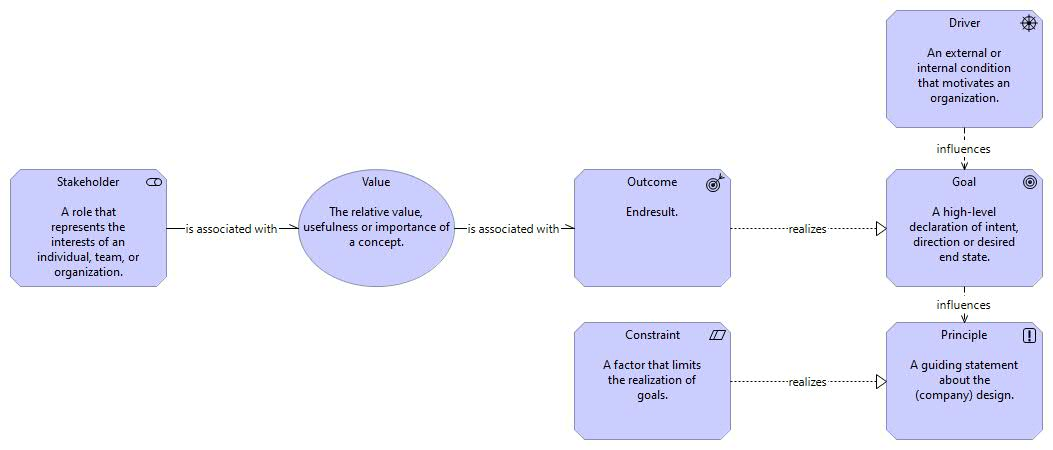 Driver
An external or
internal condition
that motivates an
organization.
influences
Stakeholder
A role that
represents the
interests of an
individual, team, or
organization.
is associated with
Value
The relative value,
usefulness or importance of
a concept.
is associated with
Outcome
Endresult.
realizes
Goal
A high-level
declaration of intent,
direction or desired
end state.
influences
Constraint
A factor that limits
the realization of
goals.
realizes
Principle
A guiding statement
about the
(company) design.